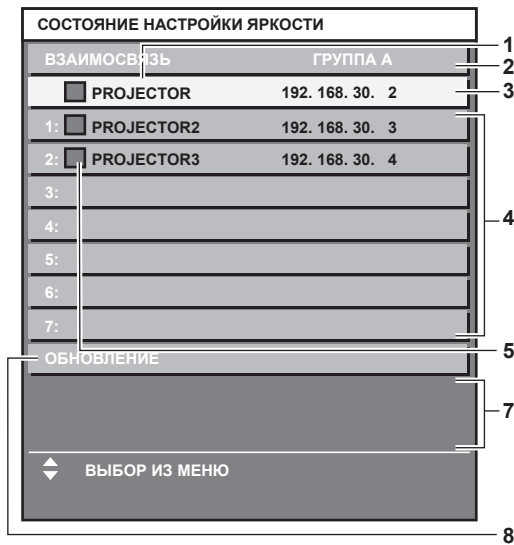 СОСТОЯНИЕ НАСТРОЙКИ ЯРКОСТИ
ВЗАИМОСВЯЗЬ ГРУППА A
PROJECTOR 192. 168. 30. 2
1: PROJECTOR2 192. 168. 30. 3
2: PROJECTOR3 192. 168. 30. 4
3:
4:
5:
6:
7:
ОБНОВЛЕНИЕ
ВЫБОР ИЗ МЕНЮ
1
2
3
4
5
7
8